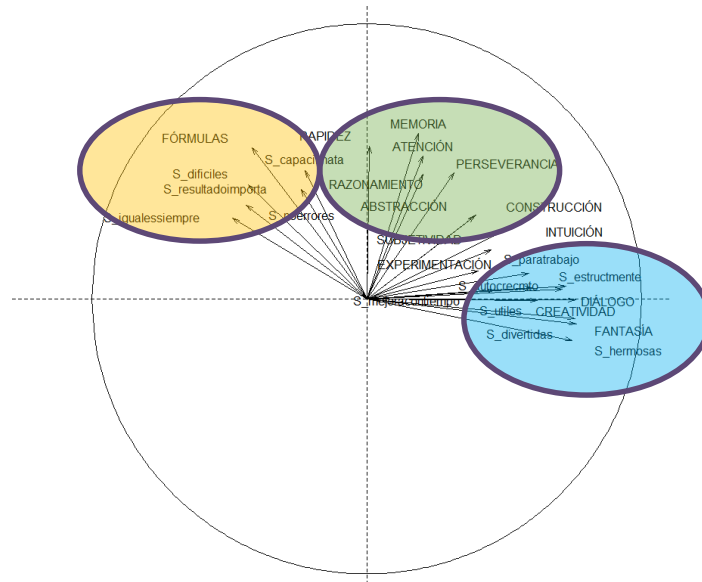 MEMORIA
FÓRMULAS
RAPIDEZ
ATENCIÓN
S_capacimata
PERSEVERANCIA
S_dificiles
RAZONAMIENTO
S_resultadoimporta
ABSTRACCIÓN
CONSTRUCCIÓN
S_igualessiempre
INTUICIÓN
SUBJETIVIDAD
S_paratrabajo
EXPERIMENTACIÓN
S_estructmente
S_autocrecmto
DIÁLOGO
S_mejoracontiempo
S_utiles
CREATIVIDAD
FANTASÍA
S_divertidas
S_hermosas